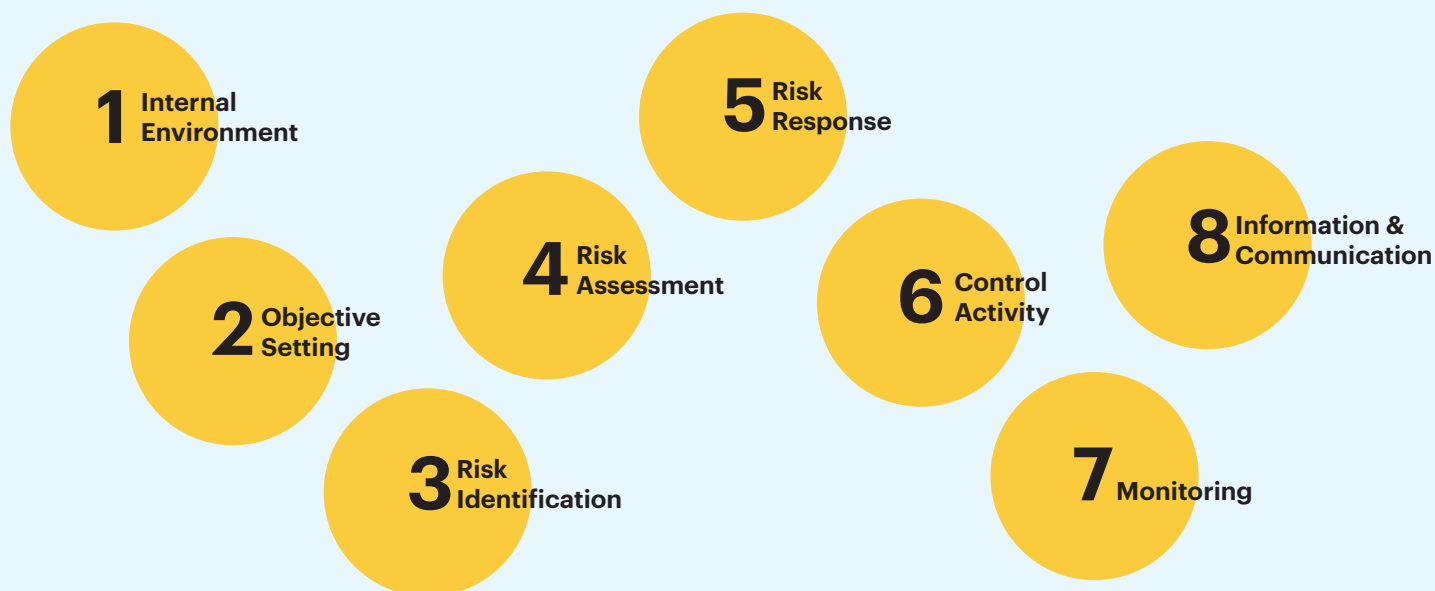 1
Internal
Environment
2
Objective
Setting
3
Risk
Identification
4
Risk
Assessment
5
Risk
Response
6
Control
Activity
7
Monitoring
8
Information &
Communication